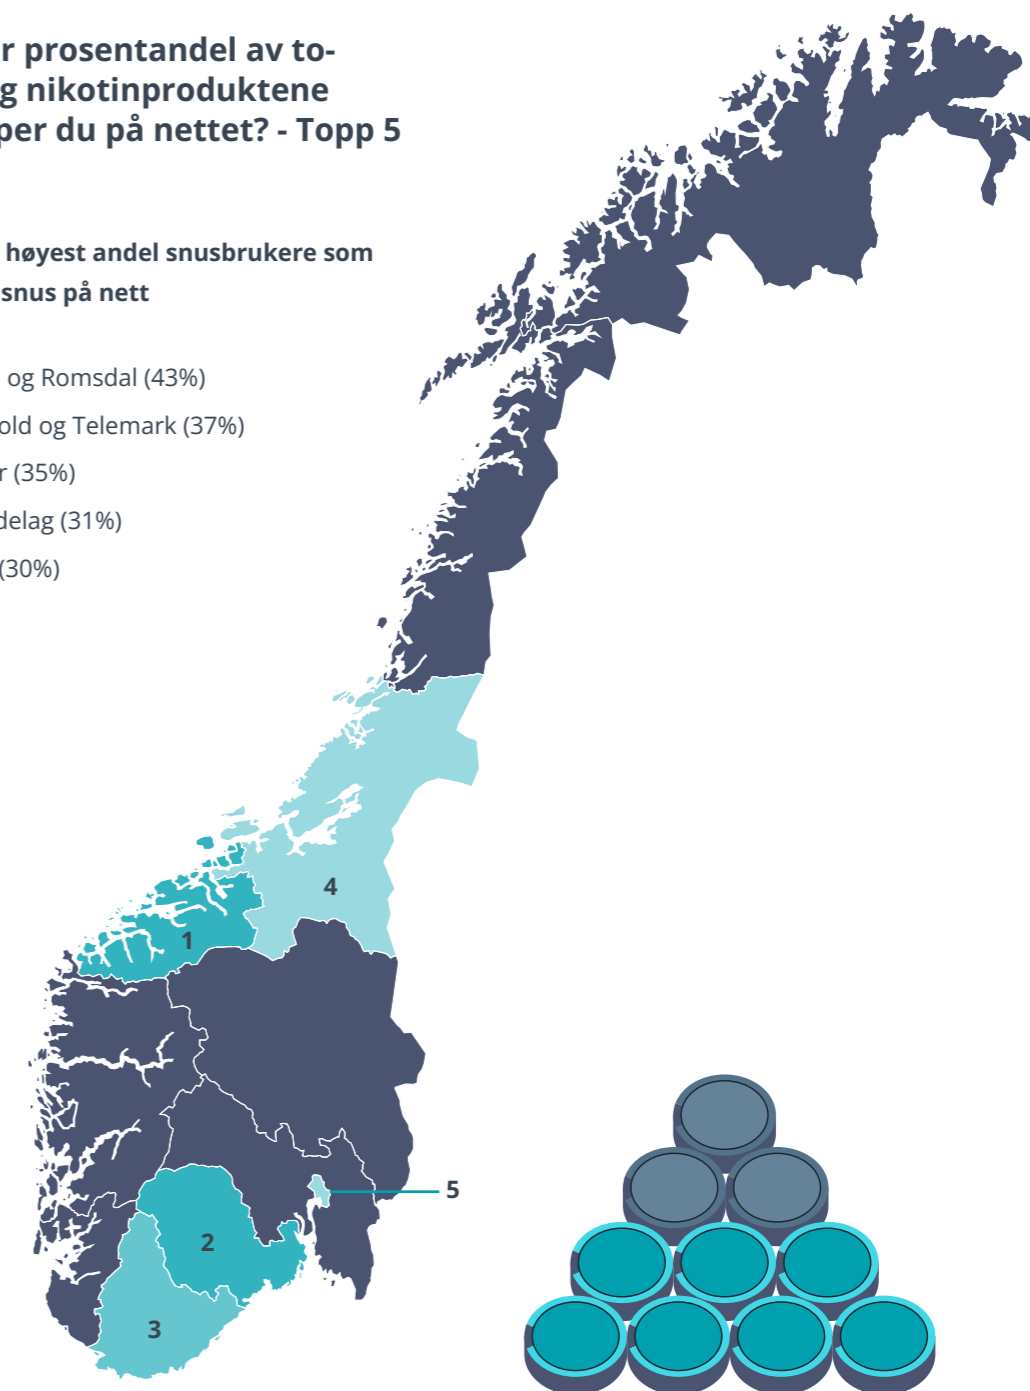 r prosentandel av to-
g nikotinproduktene
per du på nettet? - Topp 5
høyest andel snusbrukere som
snus på nett
og Romsdal (43%)
old og Telemark (37%)
r (35%)
delag (31%)
(30%)
4
1
5
2
3